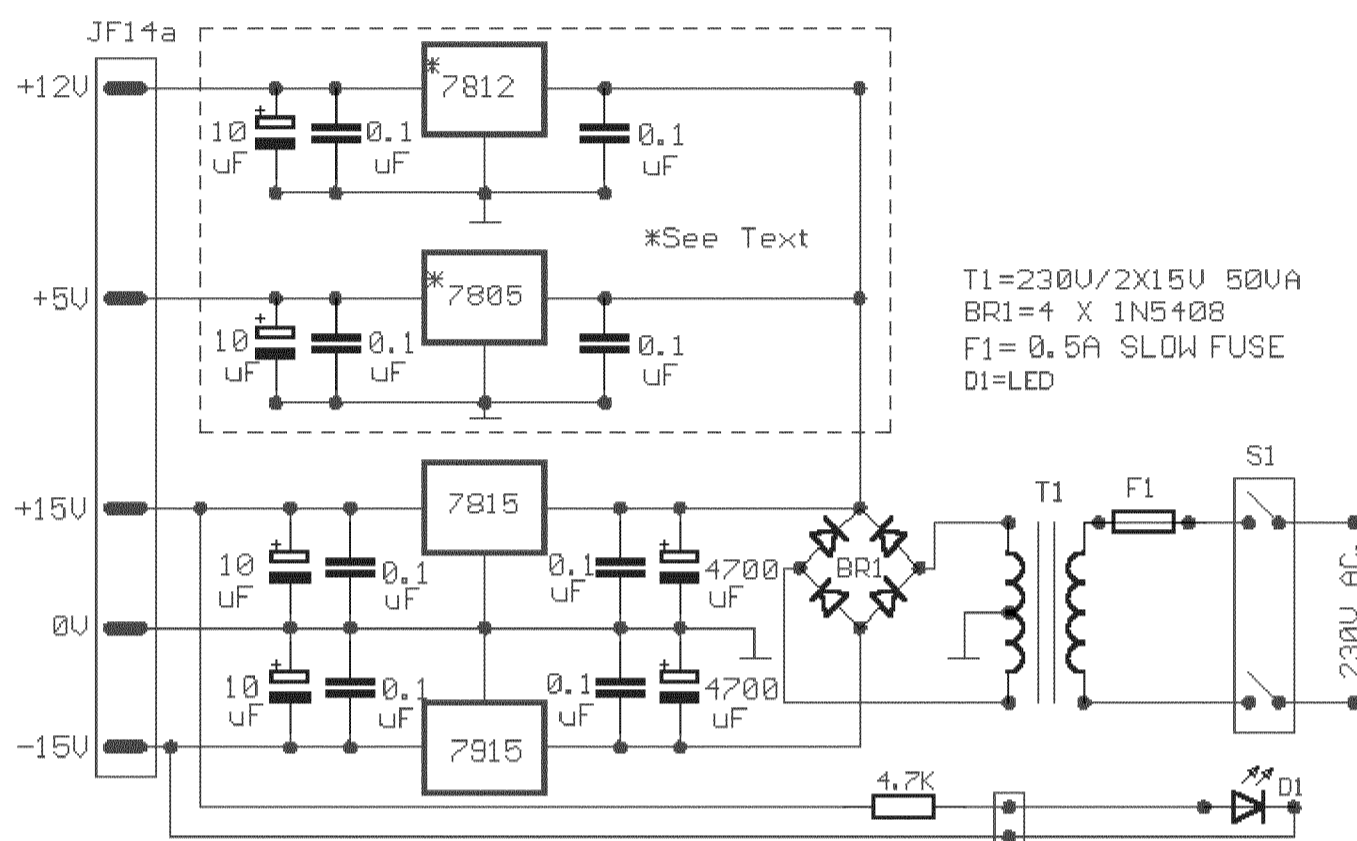 JF14a
+12V
*
7812
10
uF
0.1
uF
0.1
uF
*See Text
+5V
*
7805
10
uF
0.1
uF
0.1
uF
T1=230V/2X15V 50VA
BR1=4 X 1N5408
F1= 0.5A SLOW FUSE
D1=LED
+15V
7815
10
uF
0.1
uF
0.1
uF
4700
uF
BR1
T1
F1
S1
0V
10
uF
0.1
uF
0.1
uF
4700
uF
-15V
7915
230V
4.7K
D1